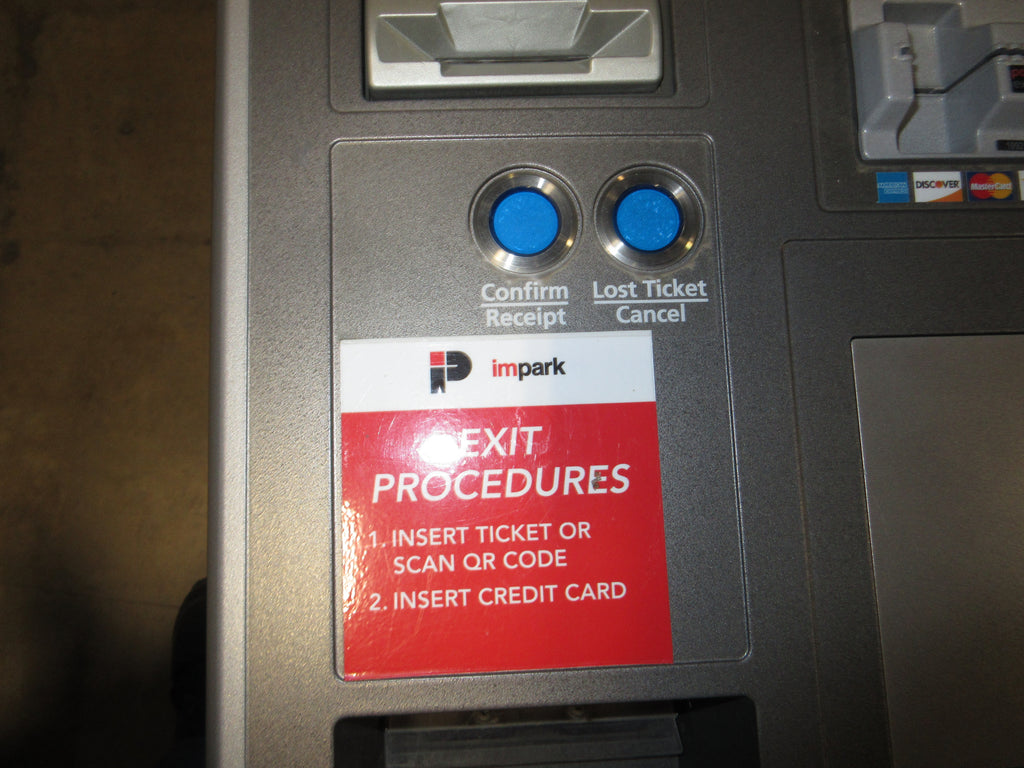 DISCOVER
MasterCard
Confirm
Receipt
Lost Ticket
Cancel
impark
EXIT
PROCEDURES
1. INSERT TICKET OR
SCAN QR CODE
2. INSERT CREDIT CARD